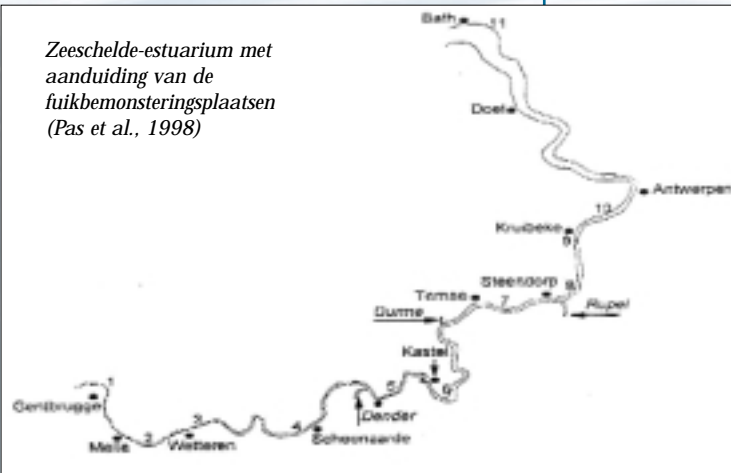 Zeeschelde-estuarium met
aanduiding van de
fuikbemonsteringsplaatsen
(Pas et al., 1998)
Bath
11
Doel
Antwerpen
Kruibeke
9
Steendorp
8
Rupel
Temse
7
Durme
Kastel
6
5
Dender
1
Gentbrugge
Melle
2
3
Wetteren
4
Schoonaarde